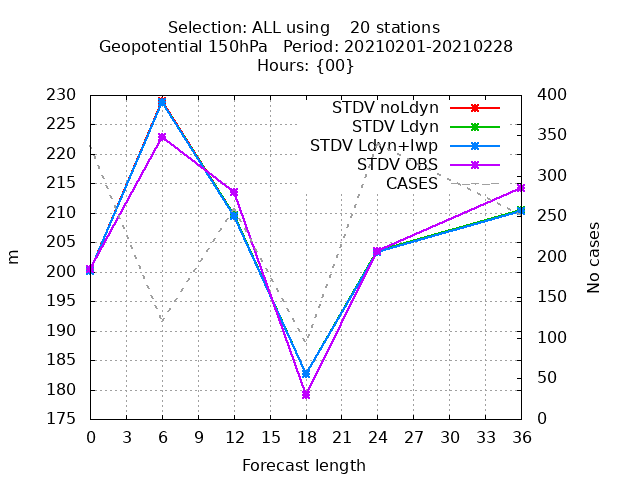 Selection: ALL using    20 stations
Geopotential 150hPa   Period: 20210201-20210228
Hours: {00}
230 400
STDV noLdyn
225 350
STDV Ldyn
220
STDV Ldyn+lwp
STDV OBS
215 300
CASES
210 250
205
m
200 200
No cases
195
190 150
185 100
180 50
175 0
0 3 6 9 12 15 18 21 24 27 30 33 36
Forecast length